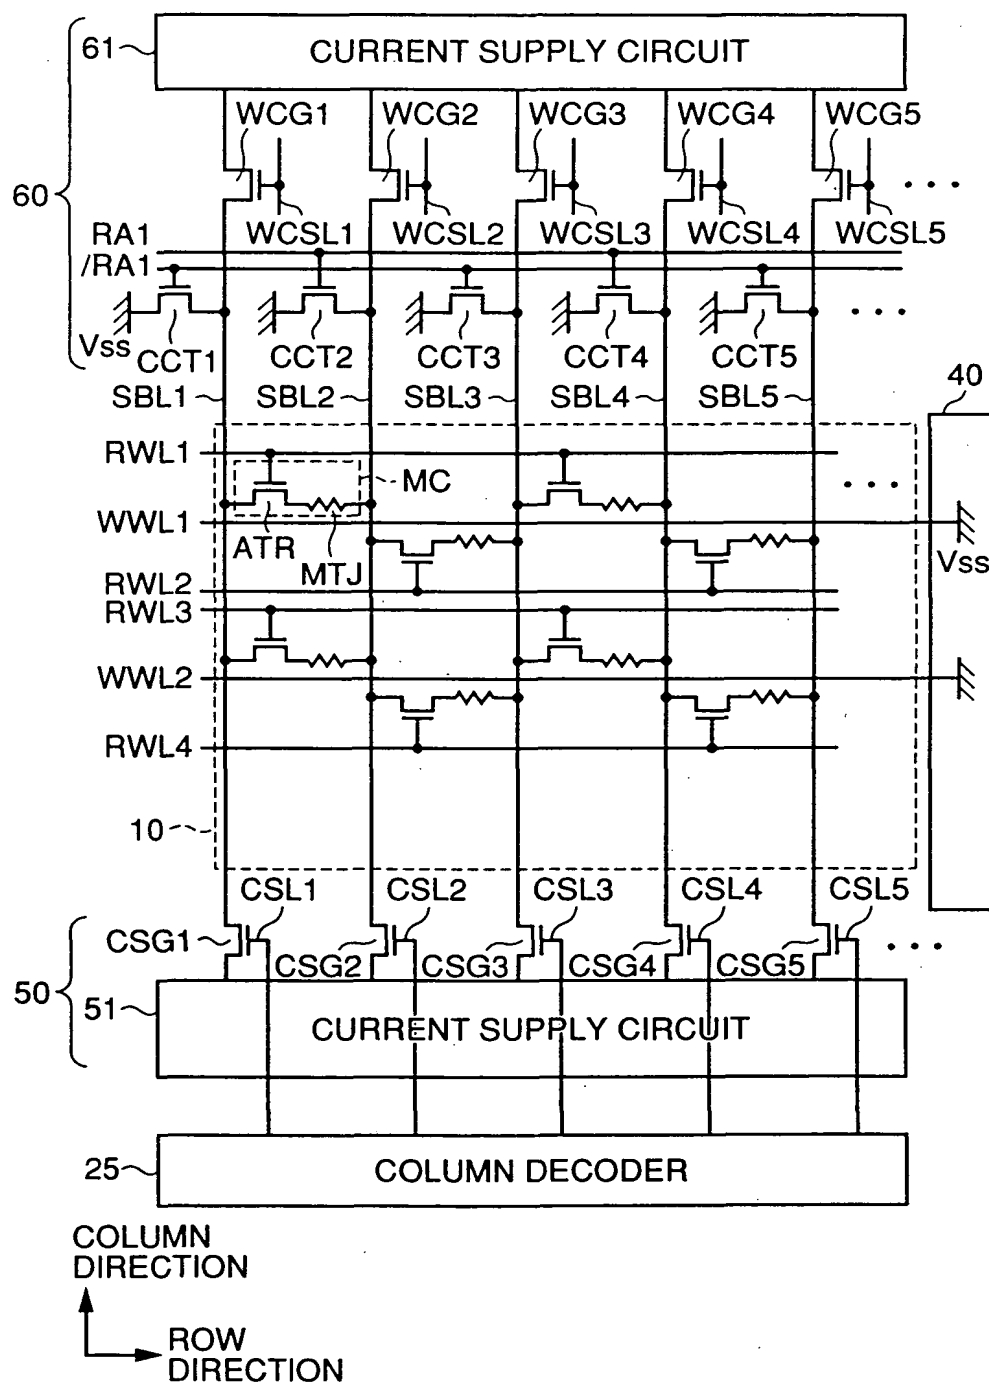 61
CURRENT SUPPLY CIRCUIT
WCG1 WCG2 WCG3 WCG4 WCG5
60
WCSL1 WCSL2 WCSL3 WCSL4 WCSL5
RA1
/RA1
Vss
CCT1 CCT2 CCT3 CCT4 CCT5
SBL1 SBL2 SBL3 SBL4 SBL5
40
RWL1
MC
WWL1
ATR
MTJ
Vss
RWL2
RWL3
WWL2
RWL4
10
CSL1 CSL2 CSL3 CSL4 CSL5
CSG1 CSG2 CSG3 CSG4 CSG5
50
51
CURRENT SUPPLY CIRCUIT
25
COLUMN DECODER
COLUMN
DIRECTION
ROW
DIRECTION